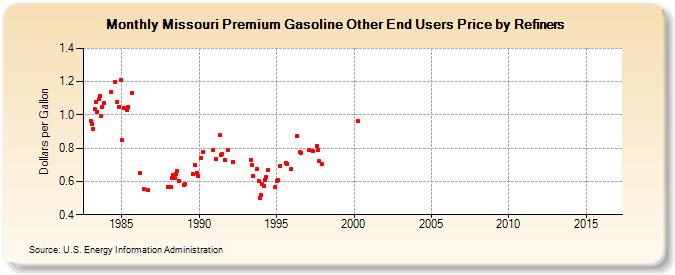 Monthly Missouri Premium Gasoline Other End Users Price by Refiners
Dollars per Gallon
1.4
1.2
1.0
0.8
0.6
0.4
1985 1990 1995 2000 2005 2010 2015
Source: U.S. Energy Information Administration